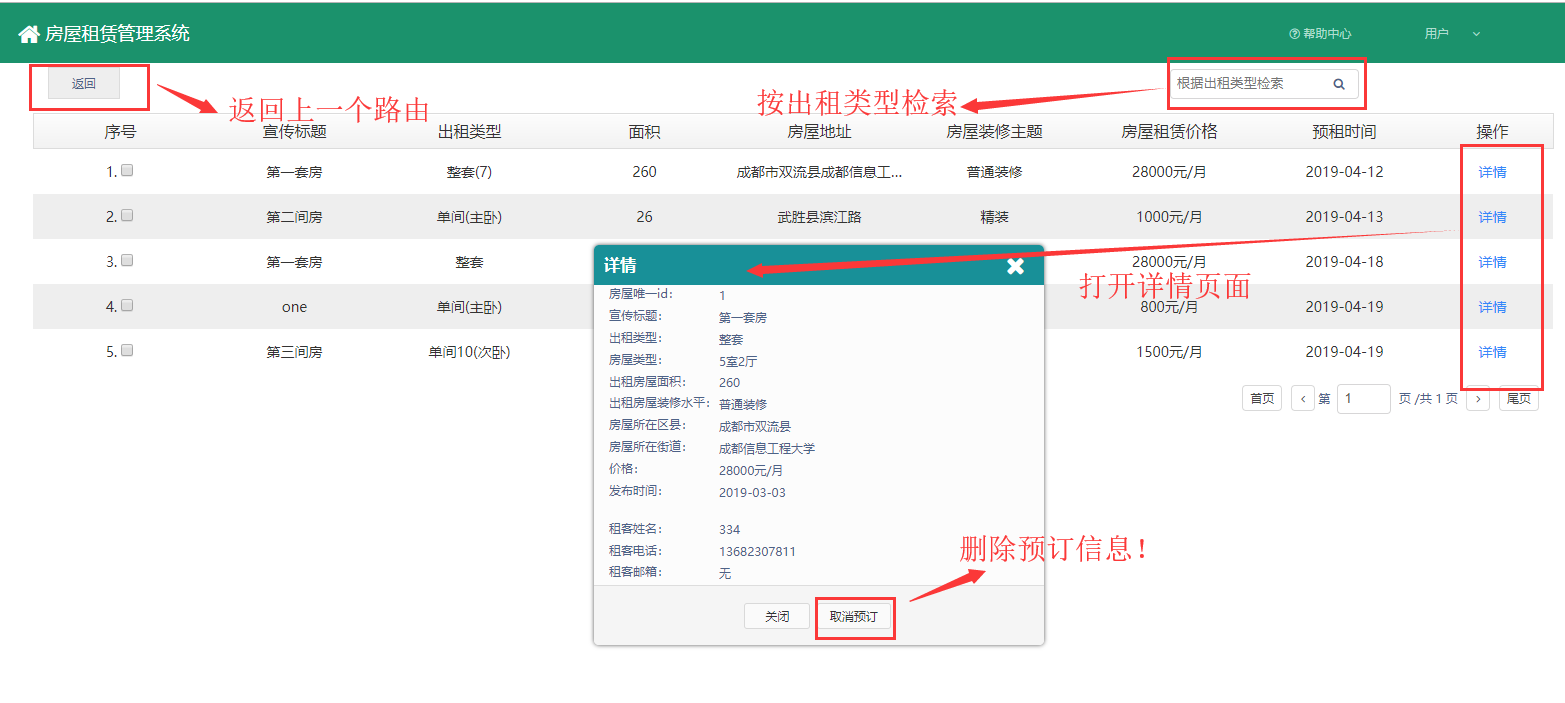 房屋租赁管理系统
帮助中心
用户
返回
根据出租类型检索
返回上一个路由
按出租类型检索
序号 宣传标题 出租类型 面积 房屋地址 房屋装修主题 房屋租赁价格 预租时间 操作
1. 第一套房 整套(7) 260 成都市双流县成都信息工... 普通装修 28000元/月 2019-04-12 详情
2. 第二间房 单间(主卧) 26 武胜县滨江路 精装 1000元/月 2019-04-13 详情
3. 第一套房 整套 28000元/月 2019-04-18 详情
4. one 单间(主卧) 800元/月 2019-04-19 详情
5. 第三间房 单间10(次卧) 1500元/月 2019-04-19 详情
打开详情页面
首页 ‹ 第 1 页 /共 1 页 › 尾页
详情
房屋唯一id: 1
宣传标题: 第一套房
出租类型: 整套
房屋类型: 5室2厅
出租房屋面积: 260
出租房屋装修水平: 普通装修
房屋所在区县: 成都市双流县
房屋所在街道: 成都信息工程大学
价格: 28000元/月
发布时间: 2019-03-03
租客姓名: 334
租客电话: 13682307811
租客邮箱: 无
删除预订信息!
关闭 取消预订